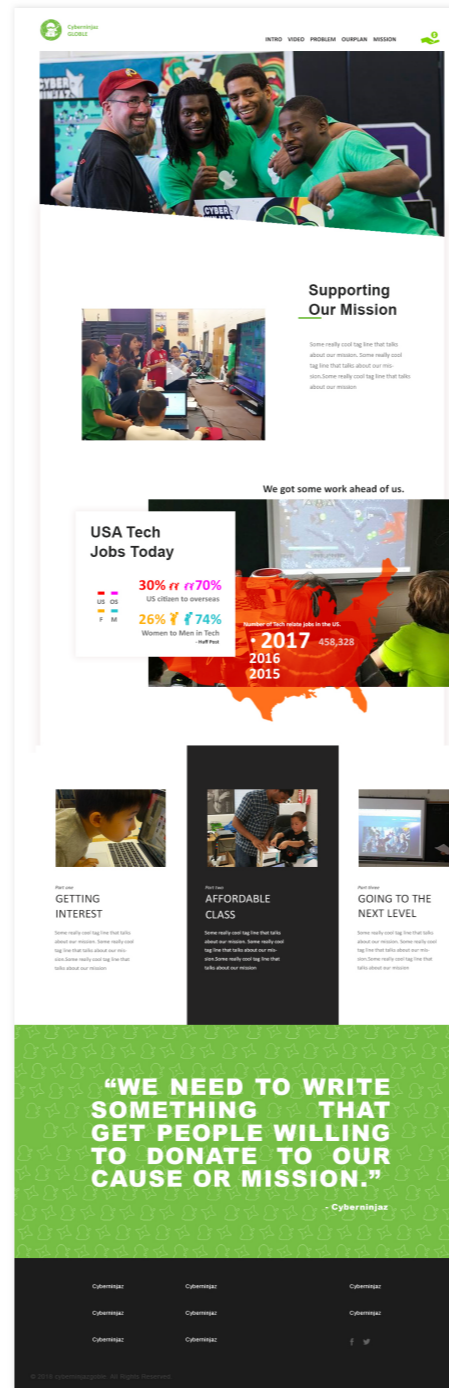 Cyberninjaz
GLOBLE
INTRO VIDEO PROBLEM OURPLAN MISSION
CYBER
NINJAZ
CYBER
NINJAZ
Supporting
Our Mission
Some really cool tag line that talks
about our mission. Some really cool
tag line that talks about our mis-
sion.Some really cool tag line that talks
about our mission
We got some work ahead of us.
USA Tech
Jobs Today
30% 70%
US citizen to overseas
US OS
F M
26% 74%
Women to Men in Tech
- Huff Post
Number of Tech relate jobs in the US.
• 2017 458,328
2016
2015
Part one
GETTING
INTEREST
Some really cool tag line that talks
about our mission. Some really cool
tag line that talks about our mis-
sion.Some really cool tag line that
talks about our mission
Part two
AFFORDABLE
CLASS
Some really cool tag line that talks
about our mission. Some really cool
tag line that talks about our mis-
sion.Some really cool tag line that
talks about our mission
Part three
GOING TO THE
NEXT LEVEL
Some really cool tag line that talks
about our mission. Some really cool
tag line that talks about our mis-
sion.Some really cool tag line that
talks about our mission
“WE NEED TO WRITE
SOMETHING THAT
GET PEOPLE WILLING
TO DONATE TO OUR
CAUSE OR MISSION.”
- Cyberninjaz
Cyberninjaz Cyberninjaz Cyberninjaz
Cyberninjaz Cyberninjaz Cyberninjaz
Cyberninjaz Cyberninjaz
© 2018 cyberninjazgloble. All Rights Reserved.